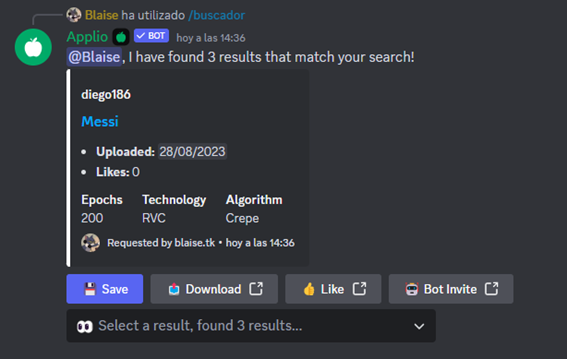 Blaise ha utilizado /buscador
Applio BOT hoy a las 14:36
@Blaise, I have found 3 results that match your search!
diego186
Messi
Uploaded: 28/08/2023
Likes: 0
Epochs Technology Algorithm
200 RVC Crepe
Requested by blaise.tk • hoy a las 14:36
Save Download Like Bot Invite
Select a result, found 3 results...